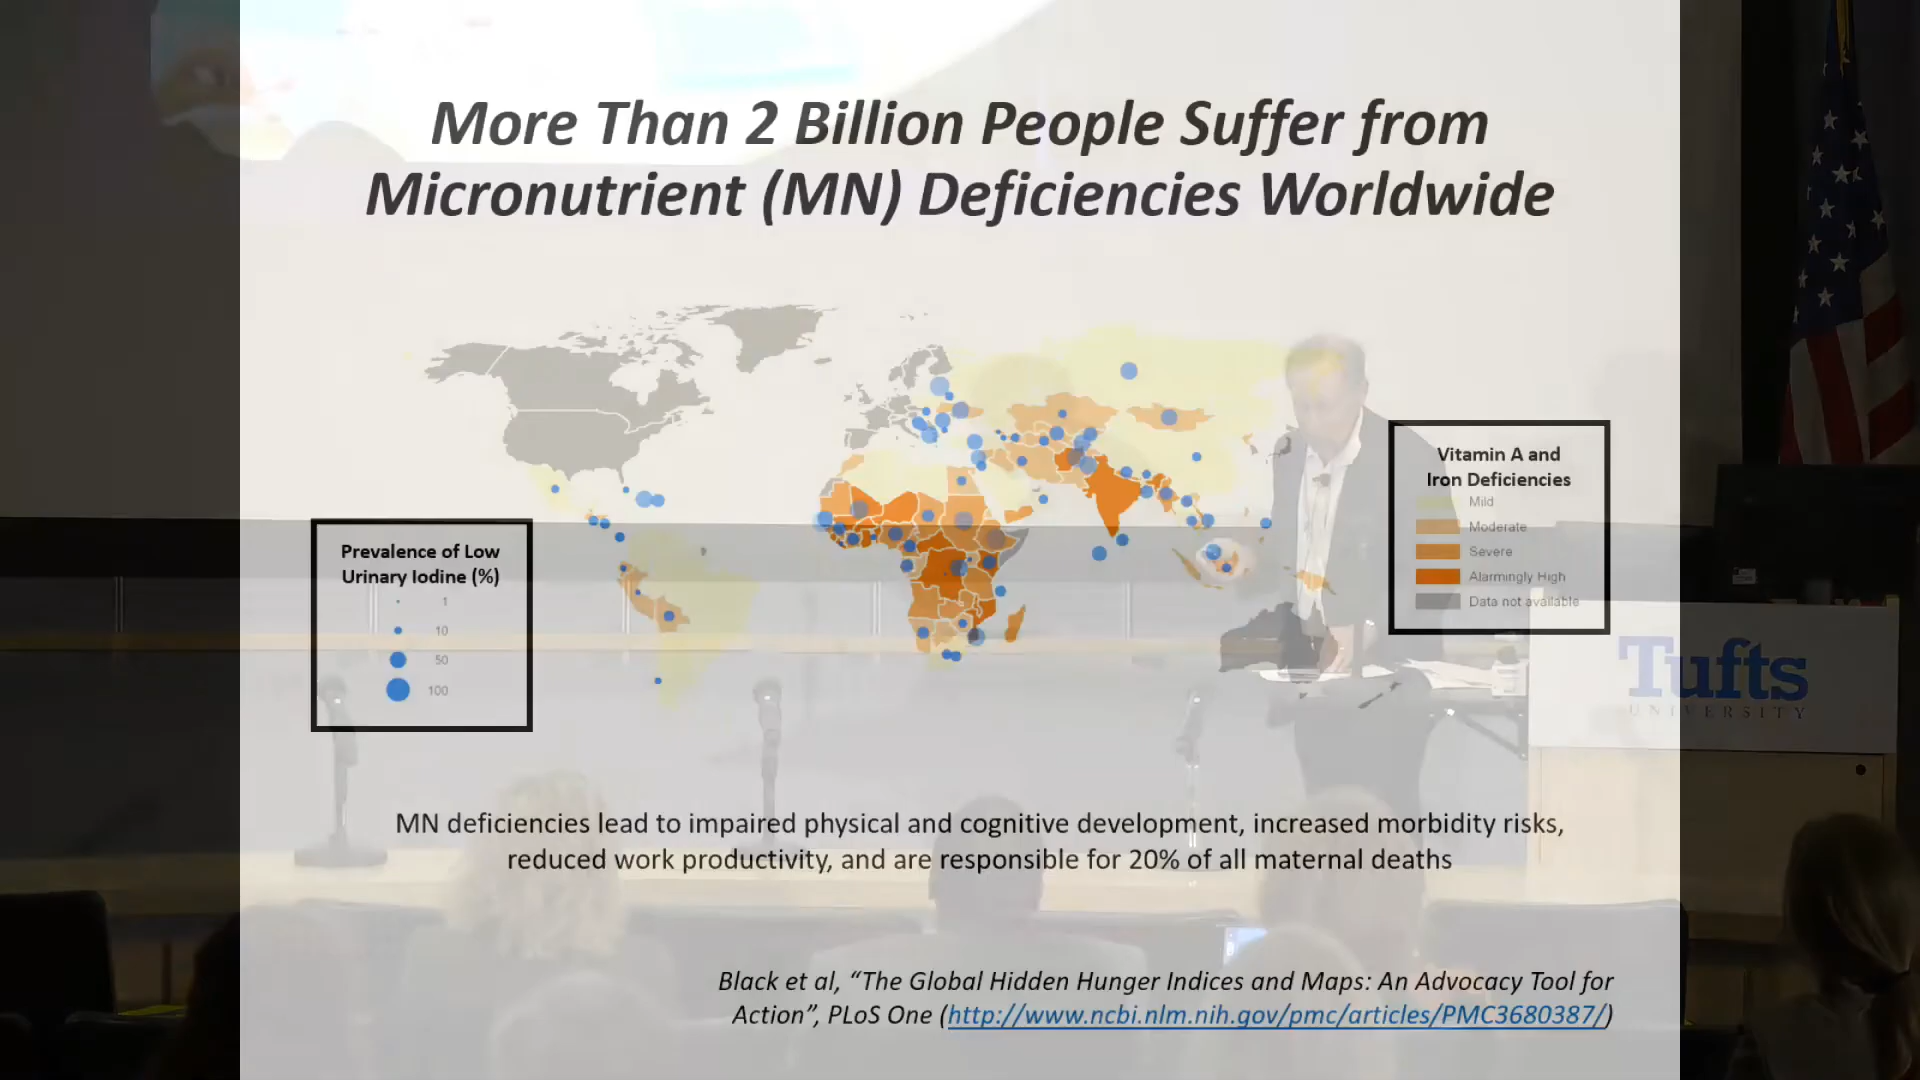 More Than 2 Billion People Suffer from
Micronutrient (MN) Deficiencies Worldwide
Prevalence of Low
Urinary Iodine (%)
1
10
50
100
Vitamin A and
Iron Deficiencies
Mild
Moderate
Severe
Alarmingly High
Data not available
Tufts
UNIVERSITY
MN deficiencies lead to impaired physical and cognitive development, increased morbidity risks,
reduced work productivity, and are responsible for 20% of all maternal deaths
Black et al, “The Global Hidden Hunger Indices and Maps: An Advocacy Tool for
Action”, PLoS One (http://www.ncbi.nlm.nih.gov/pmc/articles/PMC3680387/)